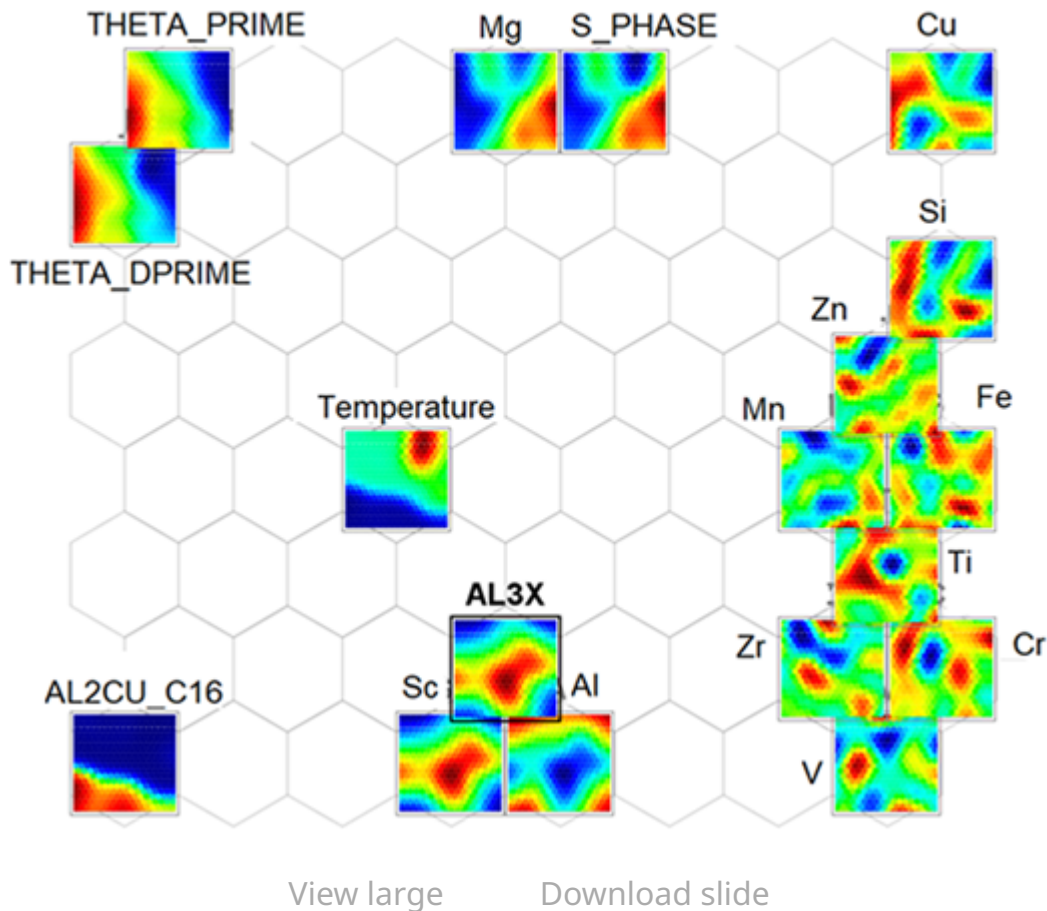 THETA_PRIME
Mg
S_PHASE
Cu
THETA_DPRIME
Si
Zn
Temperature
Mn
Fe
Ti
AL3X
Zr
Cr
AL2CU_C16
Sc
Al
V
View large
Download slide